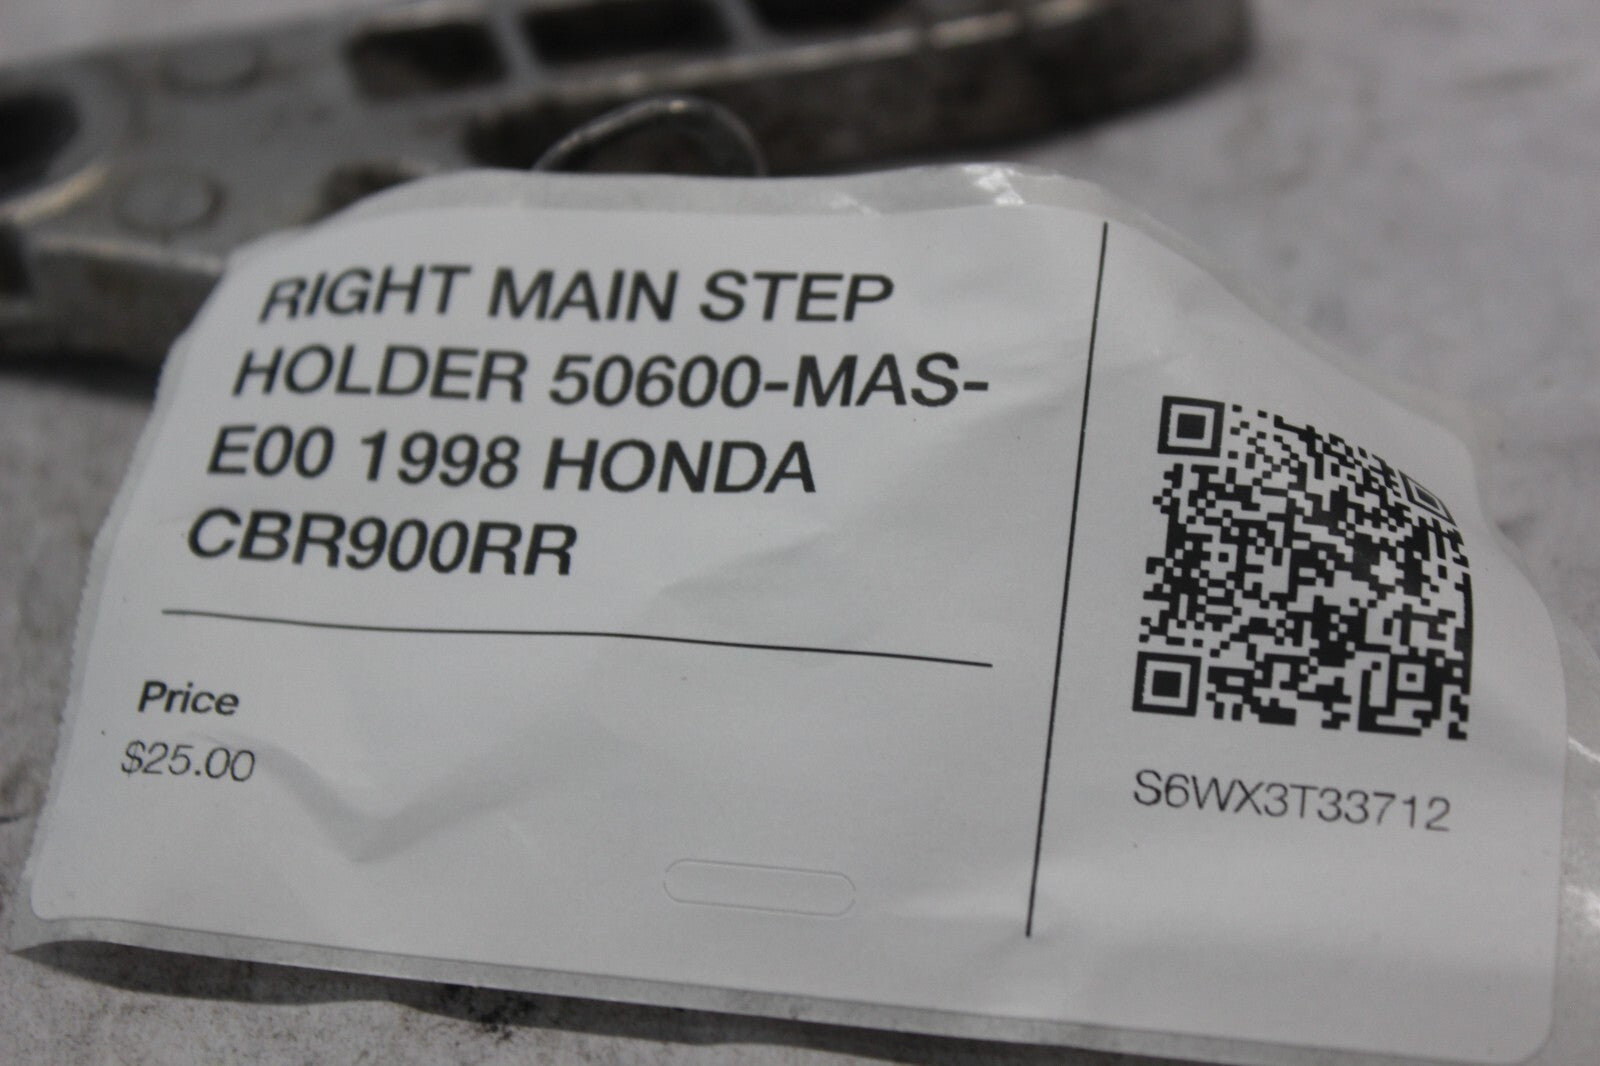 RIGHT MAIN STEP
HOLDER 50600-MAS-
E00 1998 HONDA
CBR900RR
Price
$25.00
S6WX3T33712